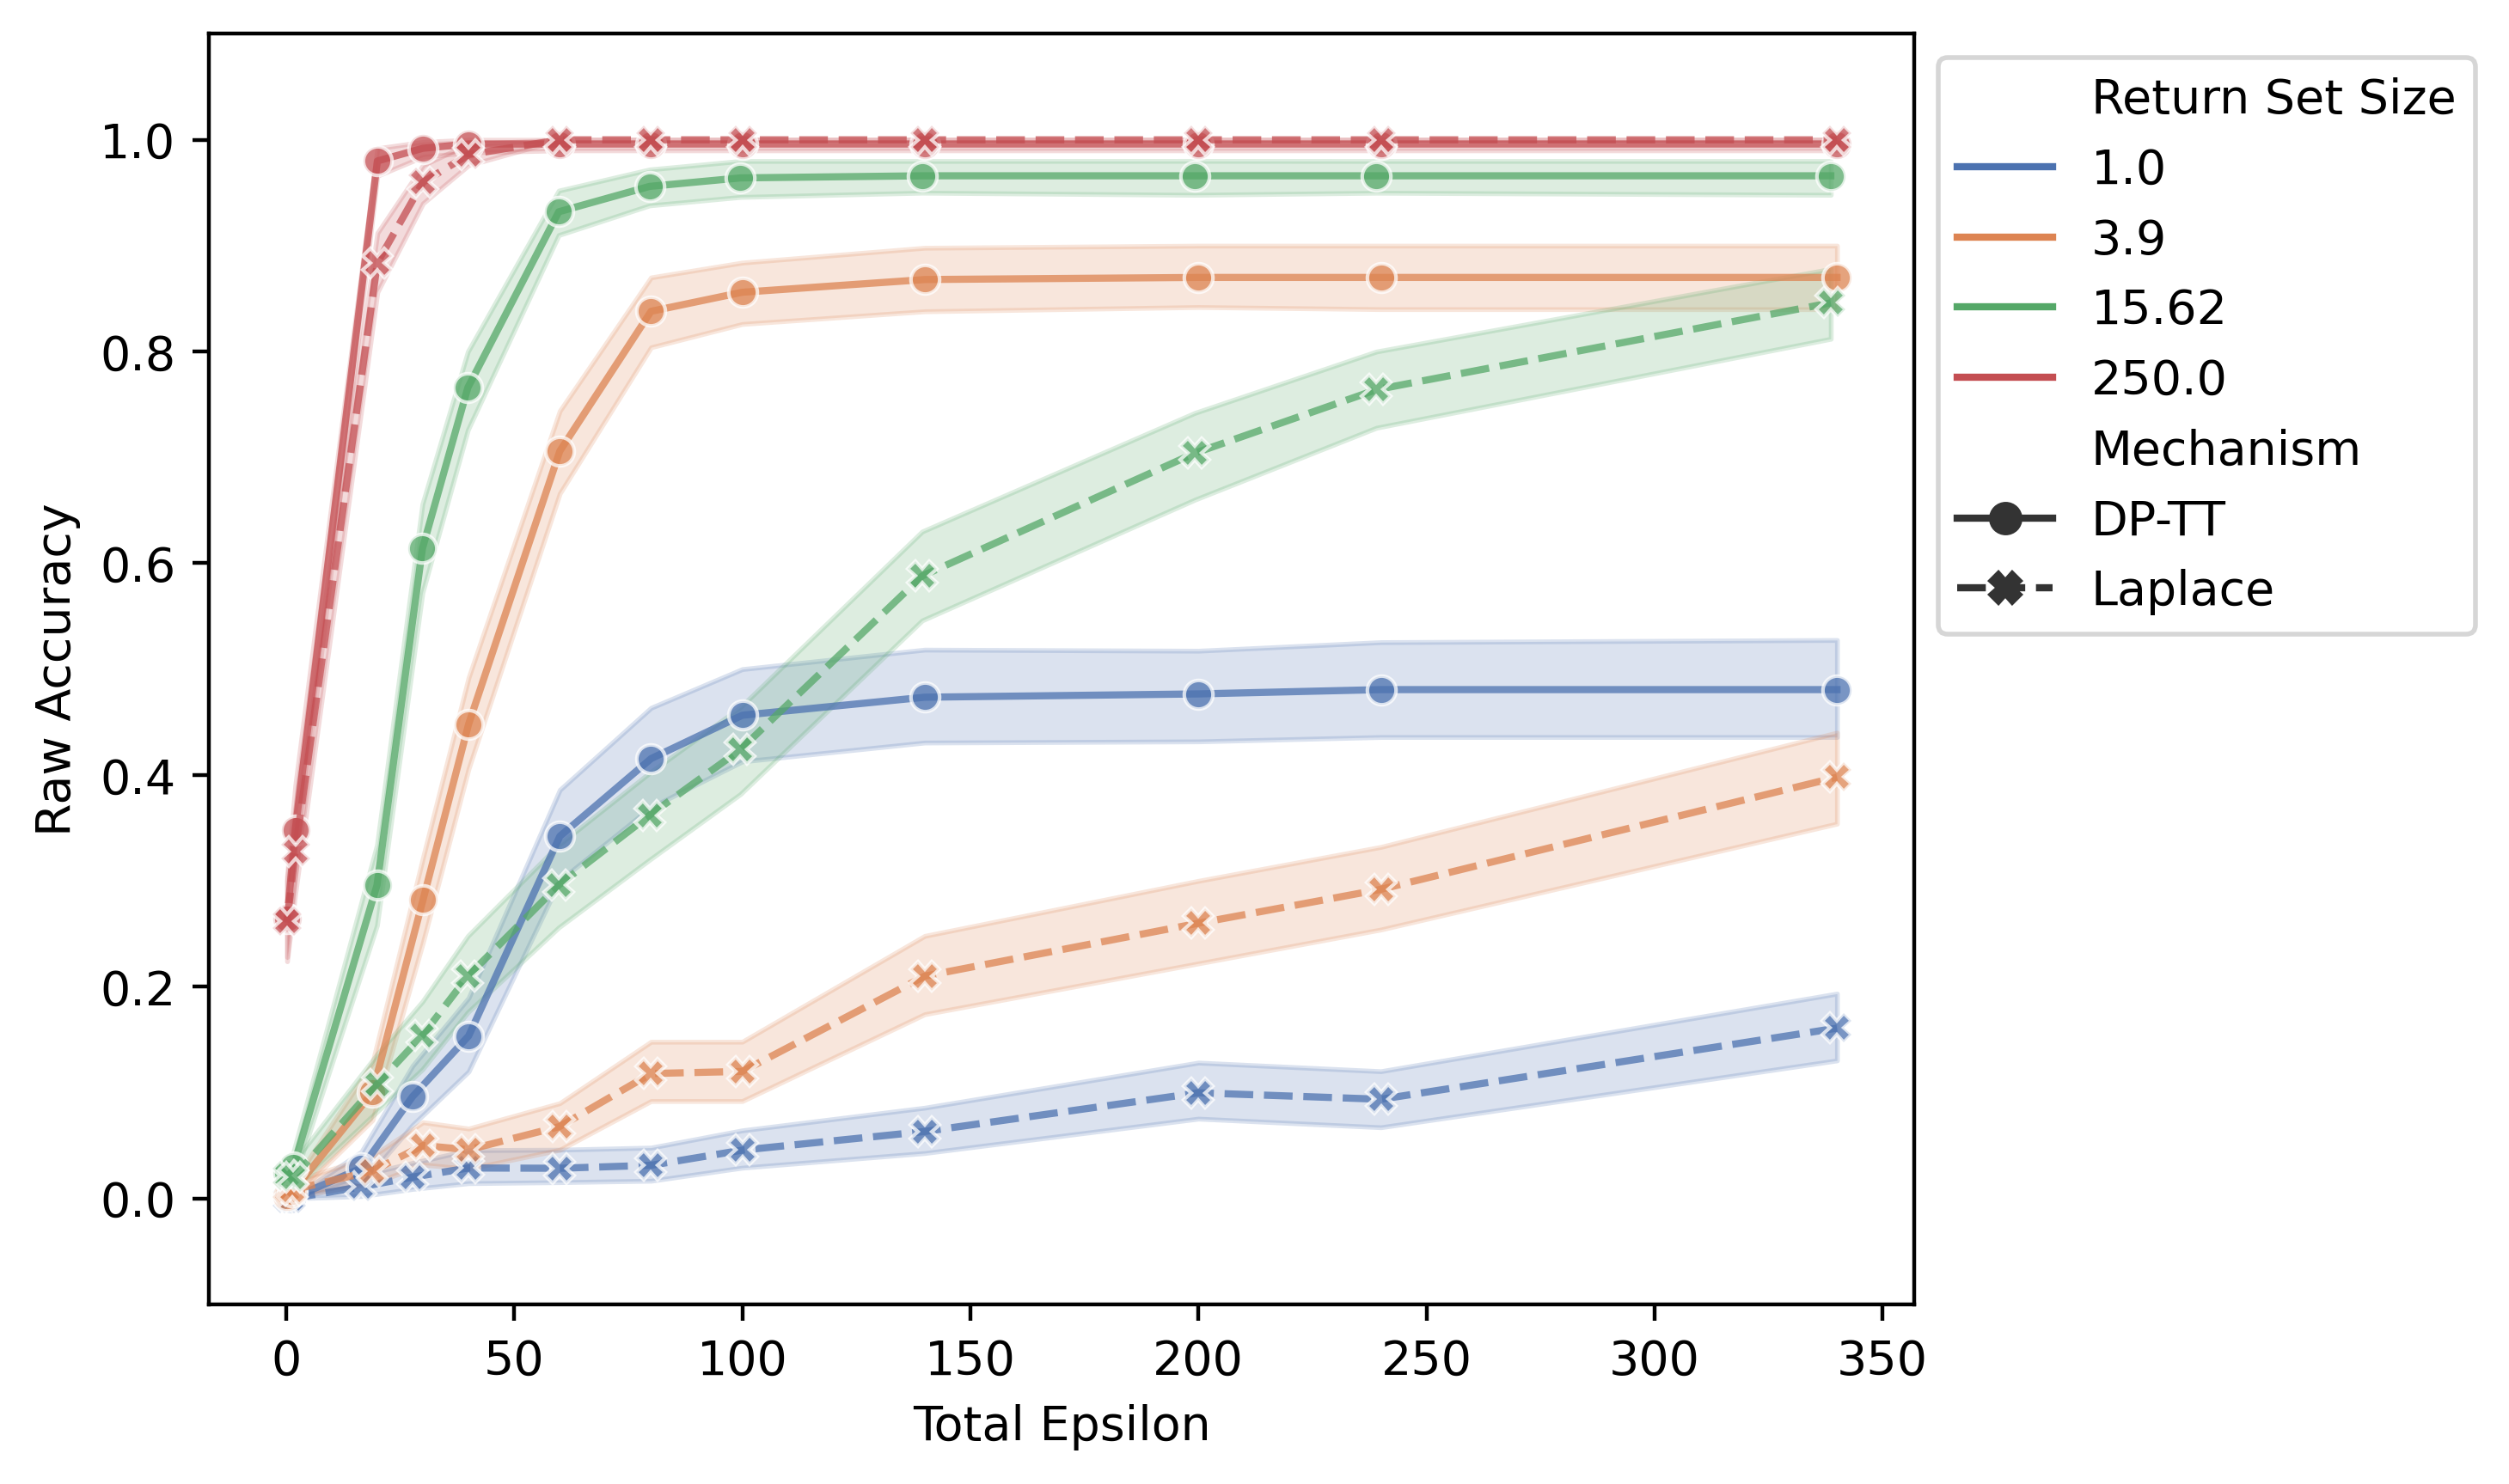 1.0
0.8
0.6
0.4
0.2
0.0
Raw Accuracy
0 50 100 150 200 250 300 350
Total Epsilon
Return Set Size
1.0
3.9
15.62
250.0
Mechanism
DP-TT
Laplace